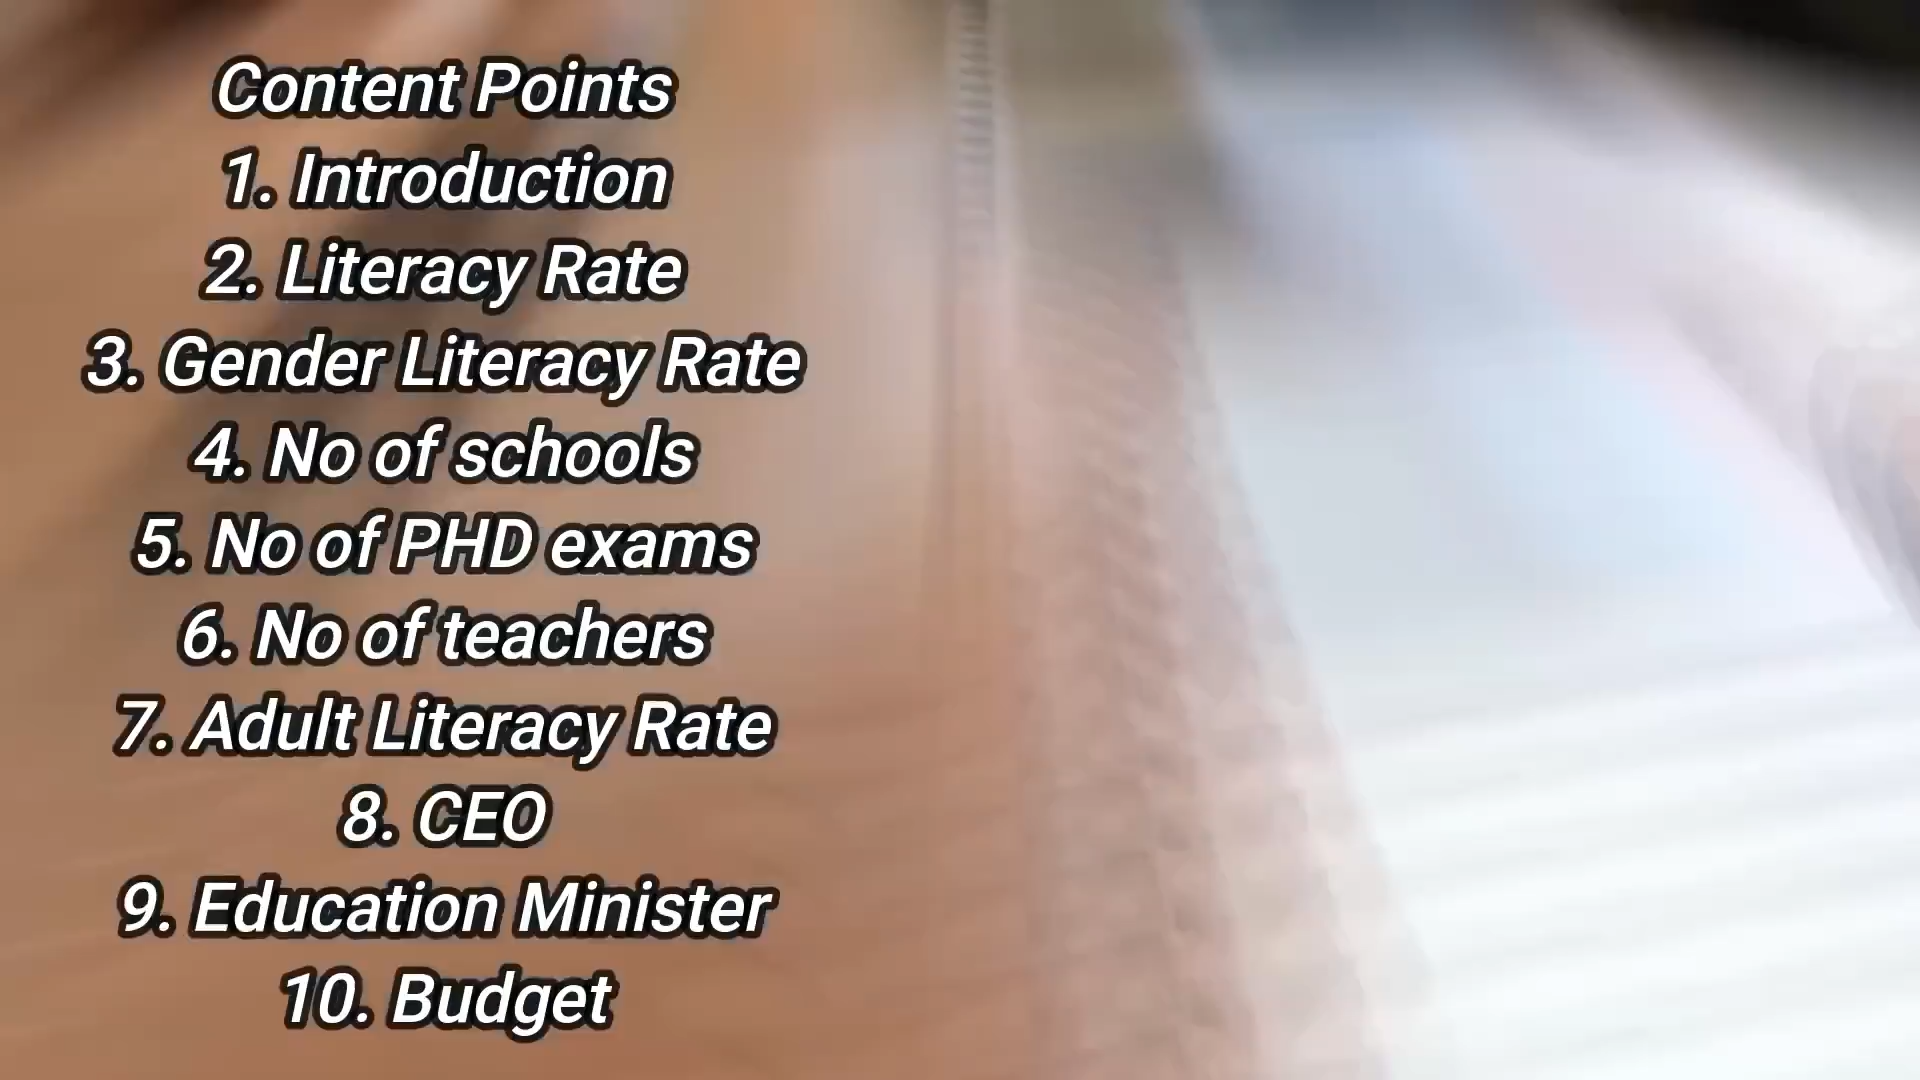 Content Points
1. Introduction
2. Literacy Rate
3. Gender Literacy Rate
4. No of schools
5. No of PHD exams
6. No of teachers
7. Adult Literacy Rate
8. CEO
9. Education Minister
10. Budget